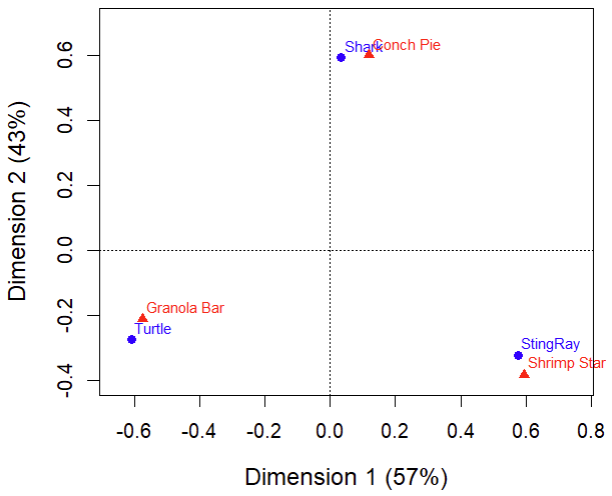 Shark Conch Pie
0.6
0.4
0.2
0.0
-0.2
-0.4
Dimension 2 (43%)
Granola Bar
Turtle
StingRay
Shrimp Star
-0.6 -0.4 -0.2 0.0 0.2 0.4 0.6 0.8
Dimension 1 (57%)